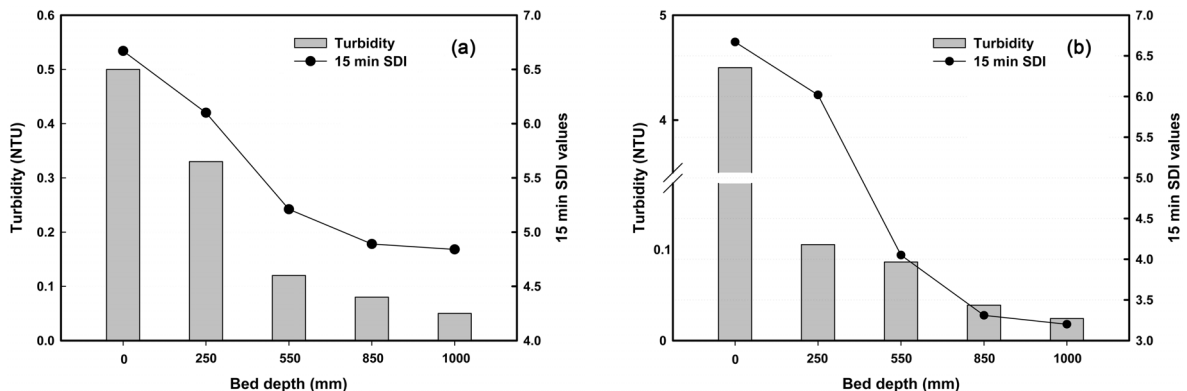 0.6
0.5
0.4
0.3
0.2
0.1
0.0
Turbidity (NTU)
Turbidity
15 min SDI
(a)
7.0
6.5
6.0
5.5
5.0
4.5
4.0
15 min SDI values
0 250 550 850 1000
Bed depth (mm)
5
4
0.1
0
Turbidity (NTU)
Turbidity
15 min SDI
(b)
7.0
6.5
6.0
5.5
5.0
4.5
4.0
3.5
3.0
15 min SDI values
0 250 550 850 1000
Bed depth (mm)